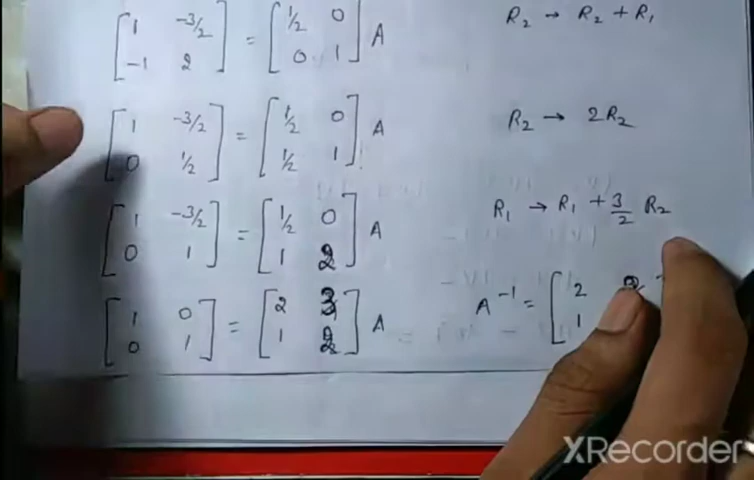 [1 -3/2; -1 2] = [1/2 0; 0 1] A R₂ → R₂ + R₁
[1 -3/2; 0 1/2] = [1/2 0; 1/2 1] A R₂ → 2R₂
[1 -3/2; 0 1] = [1/2 0; 1 2] A R₁ → R₁ + 3/2 R₂
[1 0; 0 1] = [2 3; 1 2] A A⁻¹ = [2 1
XRecorder